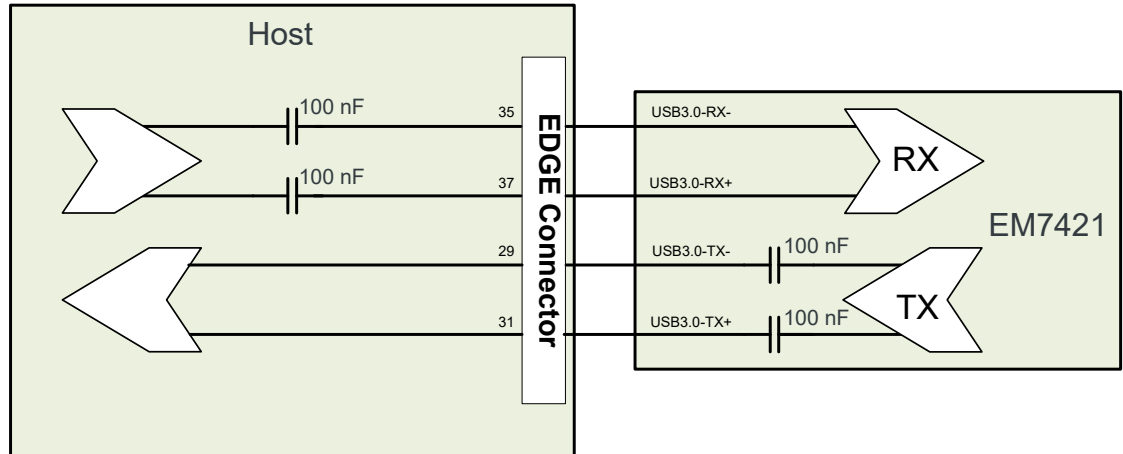 Host
100 nF
35
USB3.0-RX-
100 nF
37
USB3.0-RX+
RX
EDGE Connector
EM7421
29
USB3.0-TX-
100 nF
TX
31
USB3.0-TX+
100 nF